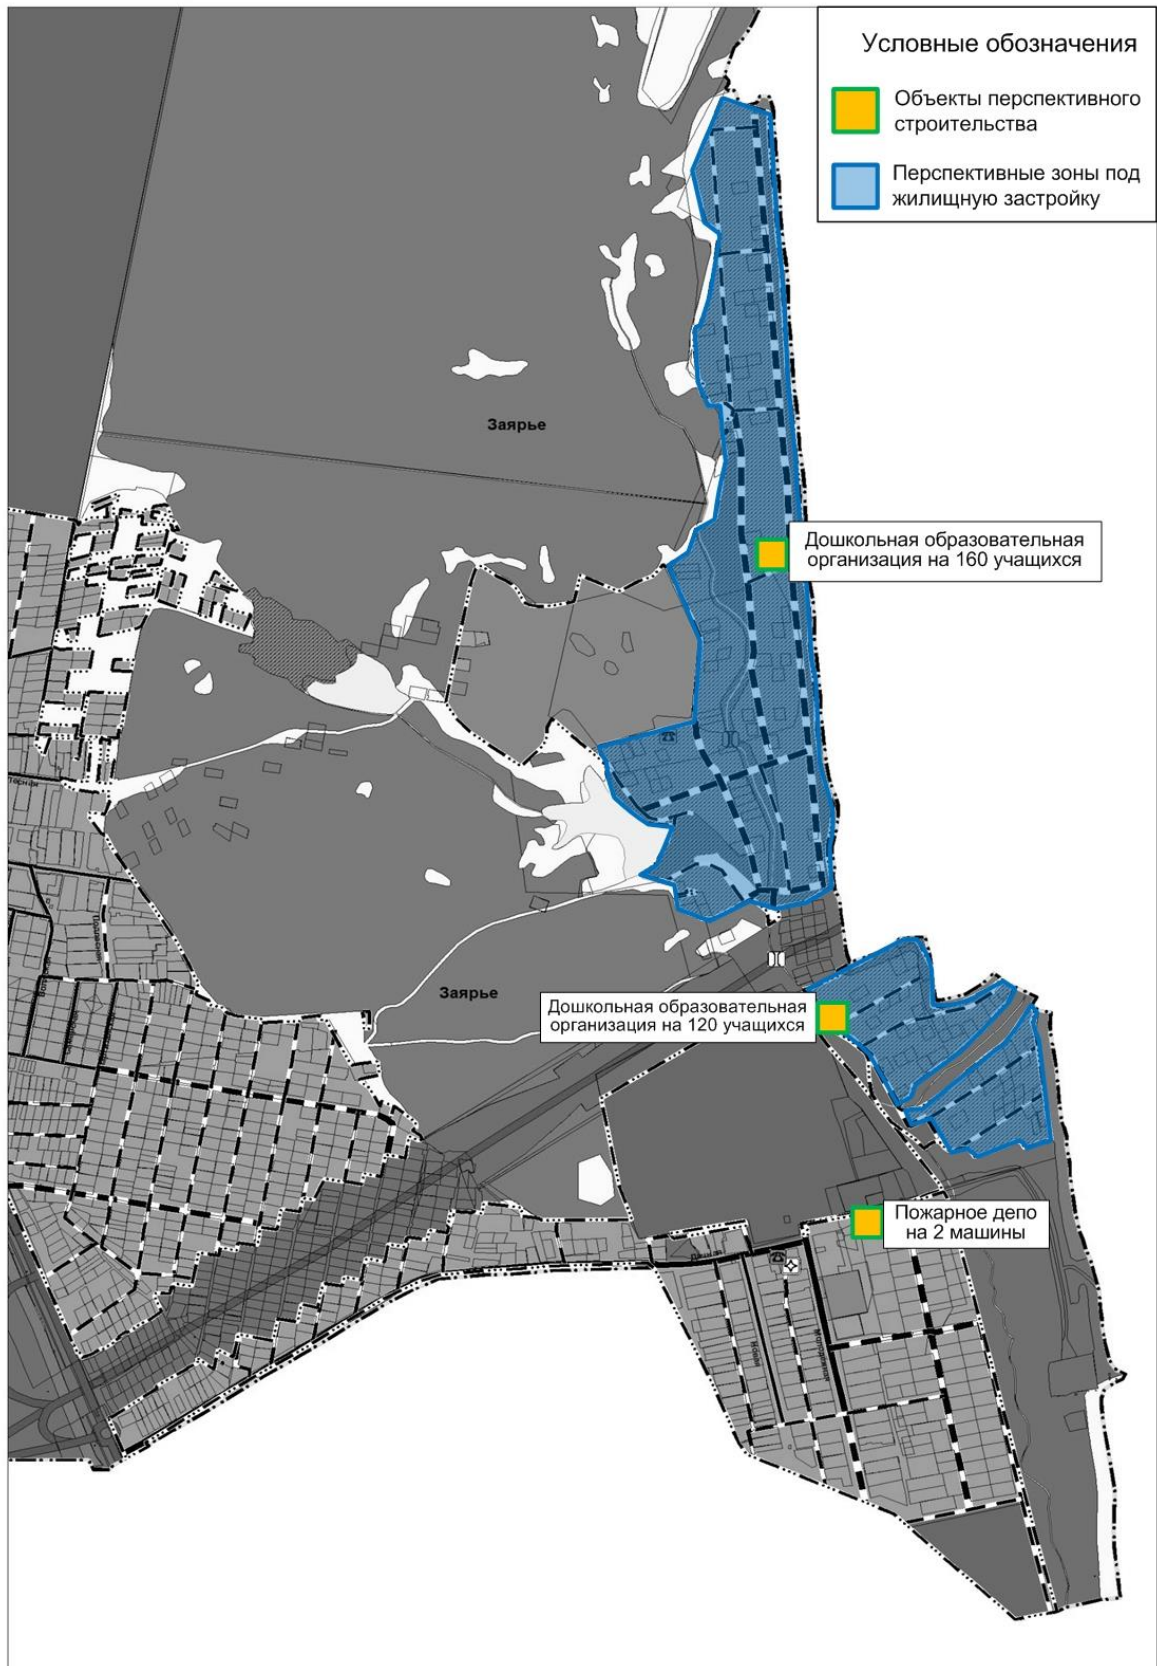 Условные обозначения
Объекты перспективного
строительства
Перспективные зоны под
жилищную застройку
Заярье
Дошкольная образовательная
организация на 160 учащихся
Заярье
Дошкольная образовательная
организация на 120 учащихся
Пожарное депо
на 2 машины